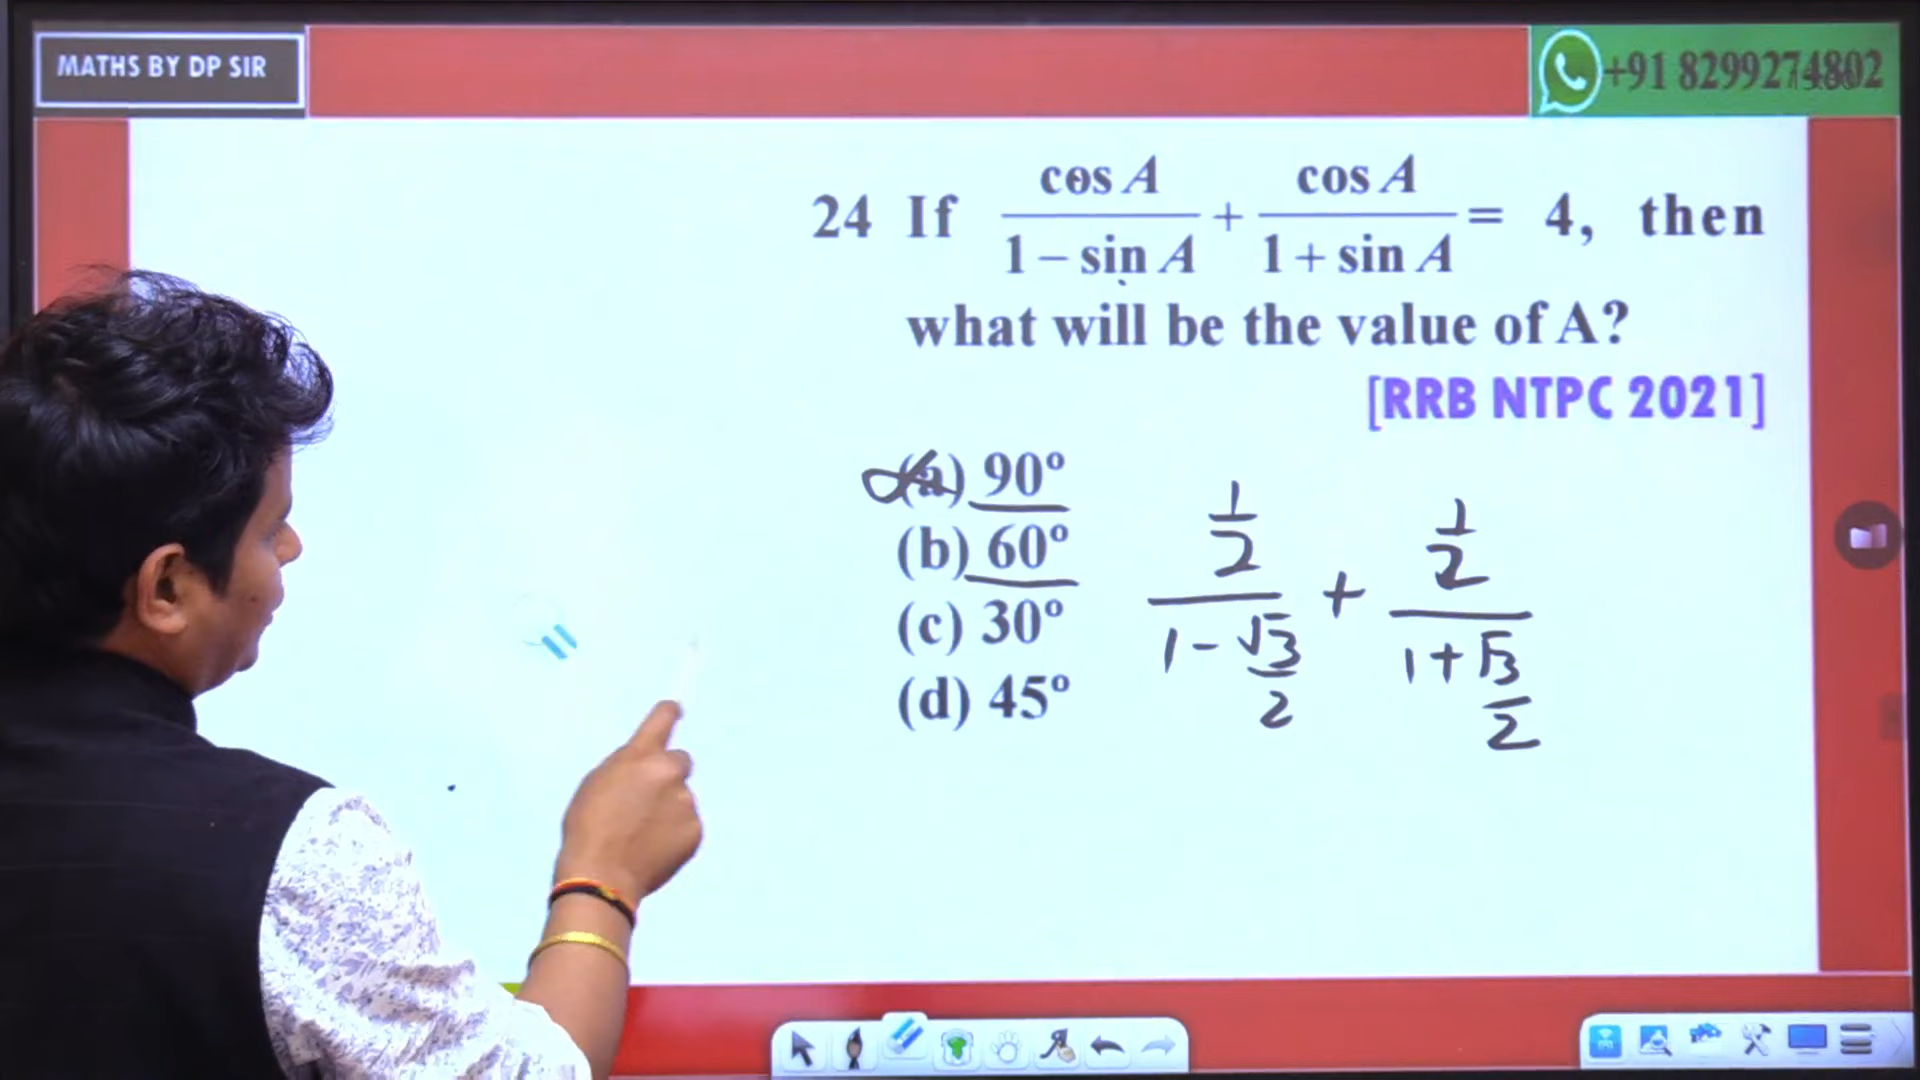 MATHS BY DP SIR
+91 8299274802
24 If cos A / 1 – sin A + cos A / 1 + sin A = 4, then
what will be the value of A?
[RRB NTPC 2021]
(a) 90°
(b) 60°
(c) 30°
(d) 45°
1/2 / 1 - √3/2 + 1/2 / 1 + √3/2